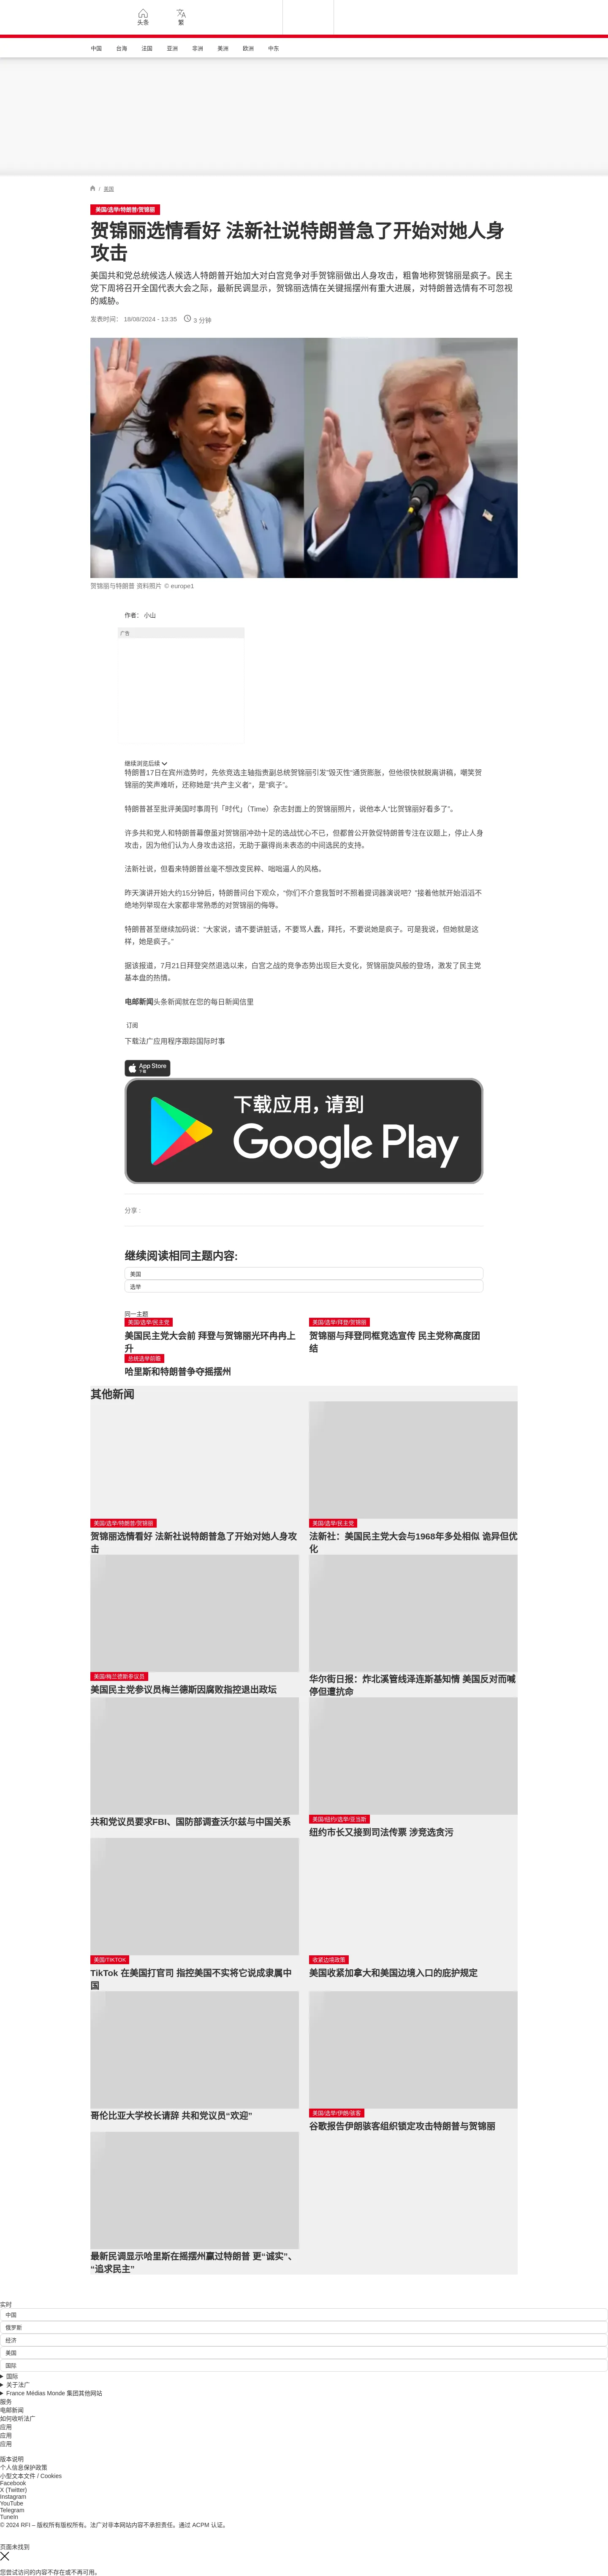 头条
繁
中国 台海 法国 亚洲 非洲 美洲 欧洲 中东
/ 美国
美国/选举/特朗普/贺锦丽
贺锦丽选情看好 法新社说特朗普急了开始对她人身
攻击
美国共和党总统候选人候选人特朗普开始加大对白宫竞争对手贺锦丽做出人身攻击，粗鲁地称贺锦丽是疯子。民主
党下周将召开全国代表大会之际，最新民调显示，贺锦丽选情在关键摇摆州有重大进展，对特朗普选情有不可忽视
的威胁。
发表时间： 18/08/2024 - 13:35 3 分钟
贺锦丽与特朗普 资料照片 © europe1
作者： 小山
广告
继续浏览后续
特朗普17日在宾州造势时，先依竞选主轴指责副总统贺锦丽引发“毁灭性”通货膨胀，但他很快就脱离讲稿，嘲笑贺
锦丽的笑声难听，还称她是“共产主义者”，是“疯子”。
特朗普甚至批评美国时事周刊「时代」（Time）杂志封面上的贺锦丽照片，说他本人“比贺锦丽好看多了”。
许多共和党人和特朗普幕僚虽对贺锦丽冲劲十足的选战忧心不已，但都曾公开敦促特朗普专注在议题上，停止人身
攻击，因为他们认为人身攻击这招，无助于赢得尚未表态的中间选民的支持。
法新社说，但看来特朗普丝毫不想改变民粹、咄咄逼人的风格。
昨天演讲开始大约15分钟后，特朗普问台下观众，“你们不介意我暂时不照着提词器演说吧？”接着他就开始滔滔不
绝地列举现在大家都非常熟悉的对贺锦丽的侮辱。
特朗普甚至继续加码说：“大家说，请不要讲脏话，不要骂人蠢，拜托，不要说她是疯子。可是我说，但她就是这
样，她是疯子。”
据该报道，7月21日拜登突然退选以来，白宫之战的竞争态势出现巨大变化，贺锦丽旋风般的登场，激发了民主党
基本盘的热情。
电邮新闻头条新闻就在您的每日新闻信里
订阅
下载法广应用程序跟踪国际时事
App Store
下载
下载应用，请到
Google Play
分享 :
继续阅读相同主题内容:
美国
选举
同一主题
美国/选举/民主党
美国民主党大会前 拜登与贺锦丽光环冉冉上
升
美国/选举/拜登/贺锦丽
贺锦丽与拜登同框竞选宣传 民主党称高度团
结
总统选举前瞻
哈里斯和特朗普争夺摇摆州
其他新闻
美国/选举/特朗普/贺锦丽
贺锦丽选情看好 法新社说特朗普急了开始对她人身攻
击
美国/选举/民主党
法新社：美国民主党大会与1968年多处相似 诡异但优
化
美国/梅兰德斯参议员
美国民主党参议员梅兰德斯因腐败指控退出政坛
华尔街日报：炸北溪管线泽连斯基知情 美国反对而喊
停但遭抗命
共和党议员要求FBI、国防部调查沃尔兹与中国关系
美国/纽约/选举/亚当斯
纽约市长又接到司法传票 涉竞选贪污
美国/TIKTOK
TikTok 在美国打官司 指控美国不实将它说成隶属中
国
收紧边境政策
美国收紧加拿大和美国边境入口的庇护规定
哥伦比亚大学校长请辞 共和党议员“欢迎”
美国/选举/伊朗/骇客
谷歌报告伊朗骇客组织锁定攻击特朗普与贺锦丽
最新民调显示哈里斯在摇摆州赢过特朗普 更“诚实”、
“追求民主”
实时
中国
俄罗斯
经济
美国
国际
国际
关于法广
France Médias Monde 集团其他网站
服务
电邮新闻
如何收听法广
应用
应用
应用
版本说明
个人信息保护政策
小型文本文件 / Cookies
Facebook
X (Twitter)
Instagram
YouTube
Telegram
TuneIn
© 2024 RFI – 版权所有版权所有。法广对非本网站内容不承担责任。通过 ACPM 认证。
页面未找到
您尝试访问的内容不存在或不再可用。